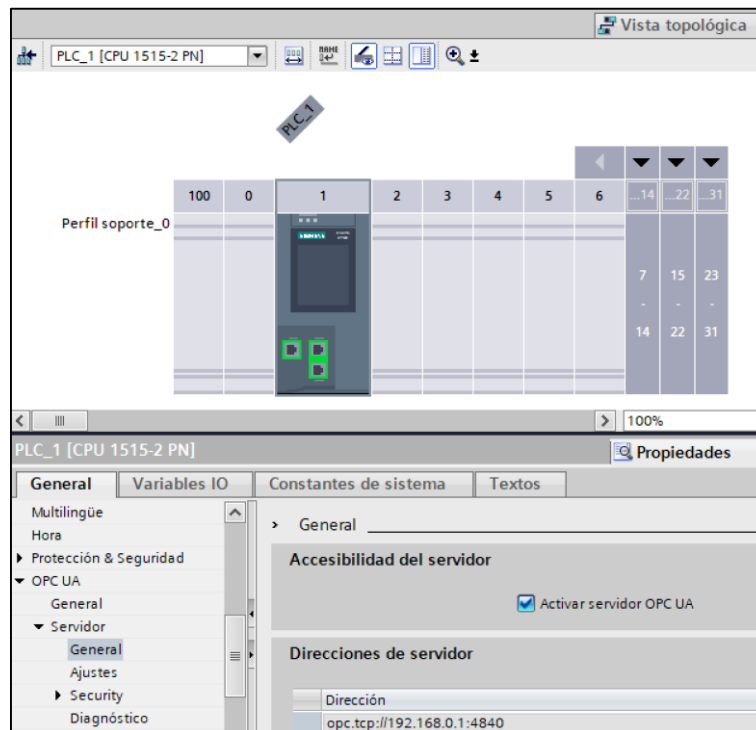 Vista topológica
PLC_1 [CPU 1515-2 PN]
PLC_1
100 0 1 2 3 4 5 6 ...14 ...22 ...31
Perfil soporte_0
SIEMENS
7 15 23
- - -
14 22 31
100%
PLC_1 [CPU 1515-2 PN]
Propiedades
General Variables IO Constantes de sistema Textos
Multilingüe
Hora
Protección & Seguridad
OPC UA
General
Servidor
General
Ajustes
Security
Diagnóstico
General
Accesibilidad del servidor
Activar servidor OPC UA
Direcciones de servidor
Dirección
opc.tcp://192.168.0.1:4840